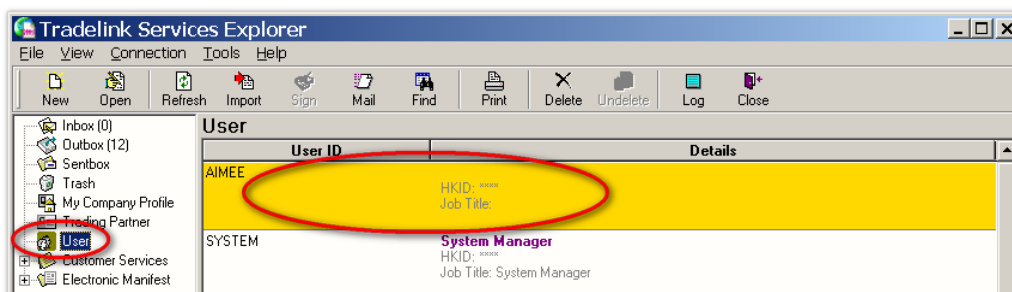 Tradelink Services Explorer
File View Connection Tools Help
New Open Refresh Import Sign Mail Find Print Delete Undelete Log Close
Inbox (0)
Outbox (12)
Sentbox
Trash
My Company Profile
Trading Partner
User
Customer Services
Electronic Manifest
User
User ID Details
AIMEE
HKID: ****
Job Title:
SYSTEM System Manager
HKID: ****
Job Title: System Manager